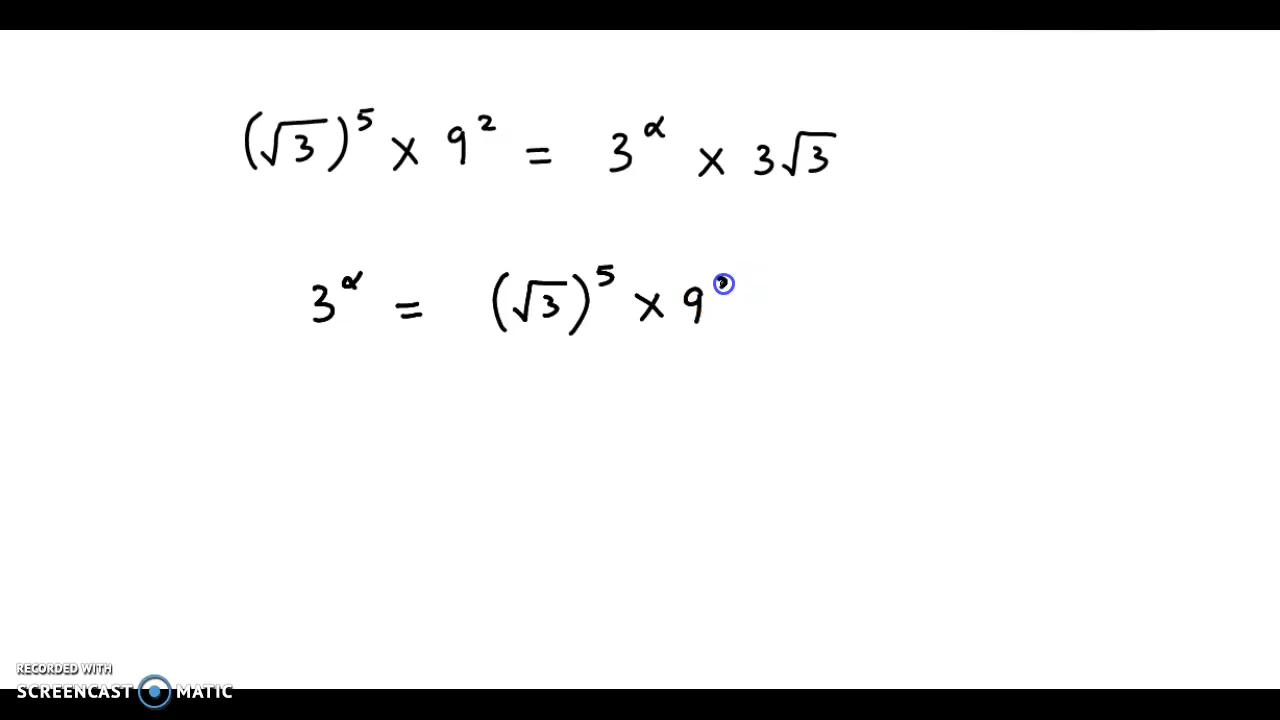 (√3)⁵ × 9² = 3^α × 3√3
3^α = (√3)⁵ × 9
RECORDED WITH
SCREENCAST MATIC